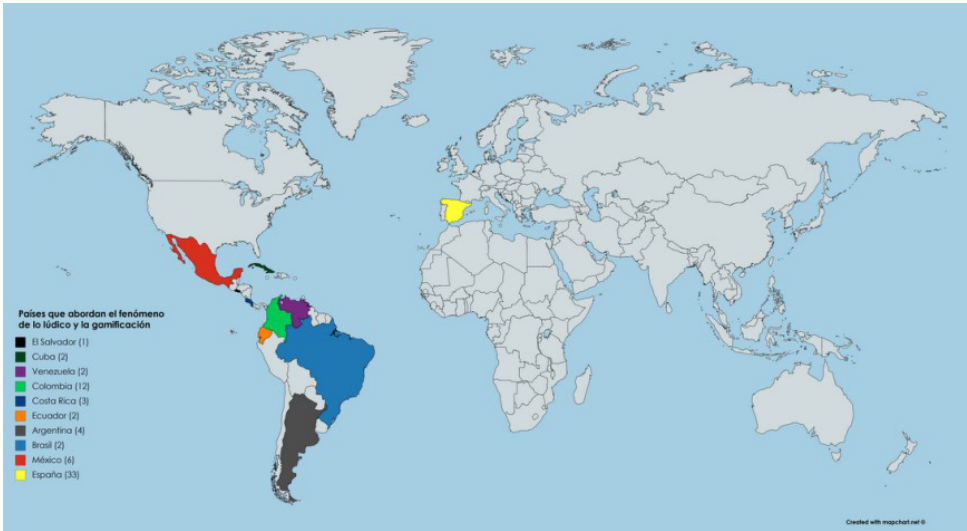 Países que abordan el fenómeno
de lo lúdico y la gamificación
El Salvador (1)
Cuba (2)
Venezuela (2)
Colombia (12)
Costa Rica (3)
Ecuador (2)
Argentina (4)
Brasil (2)
México (6)
España (33)
Created with mapchart.net ©